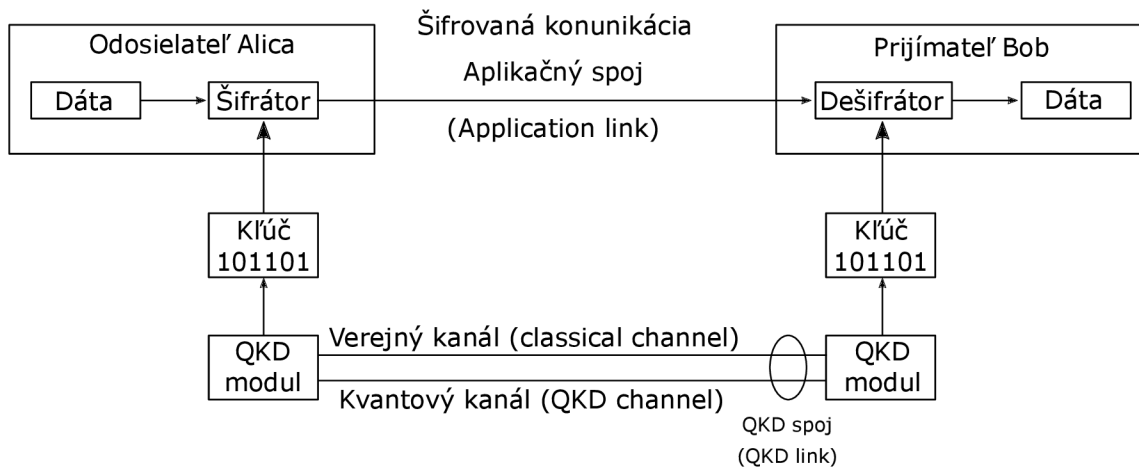 Šifrovaná konunikácia
Odosielateľ Alica
Prijímateľ Bob
Aplikačný spoj
Dáta
Šifrátor
Dešifrátor
Dáta
(Application link)
Kľúč
101101
Kľúč
101101
Verejný kanál (classical channel)
QKD
modul
QKD
modul
Kvantový kanál (QKD channel)
QKD spoj
(QKD link)